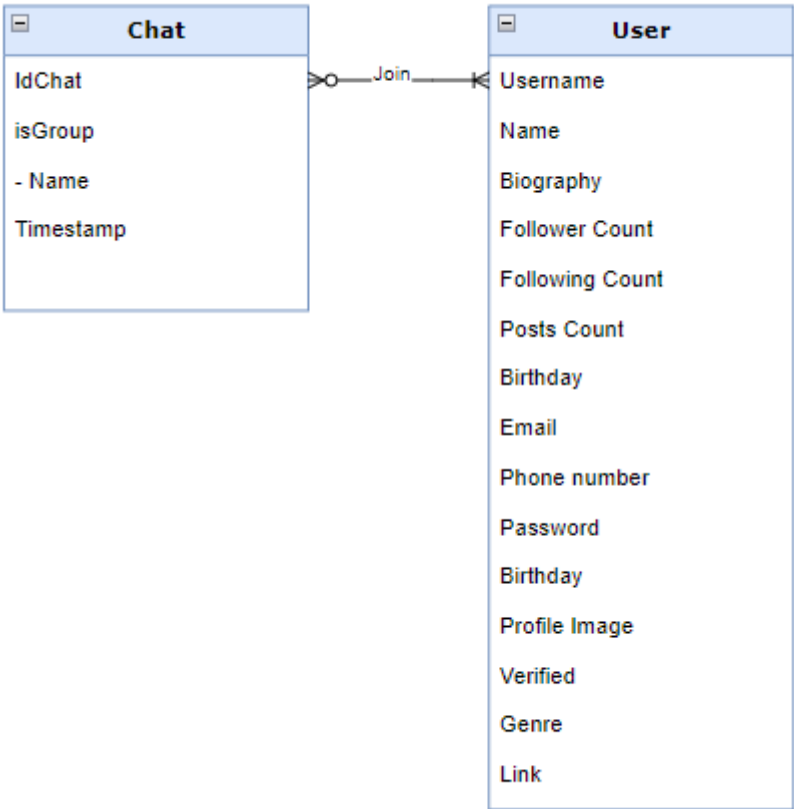 Chat
IdChat
isGroup
- Name
Timestamp
Join
User
Username
Name
Biography
Follower Count
Following Count
Posts Count
Birthday
Email
Phone number
Password
Birthday
Profile Image
Verified
Genre
Link